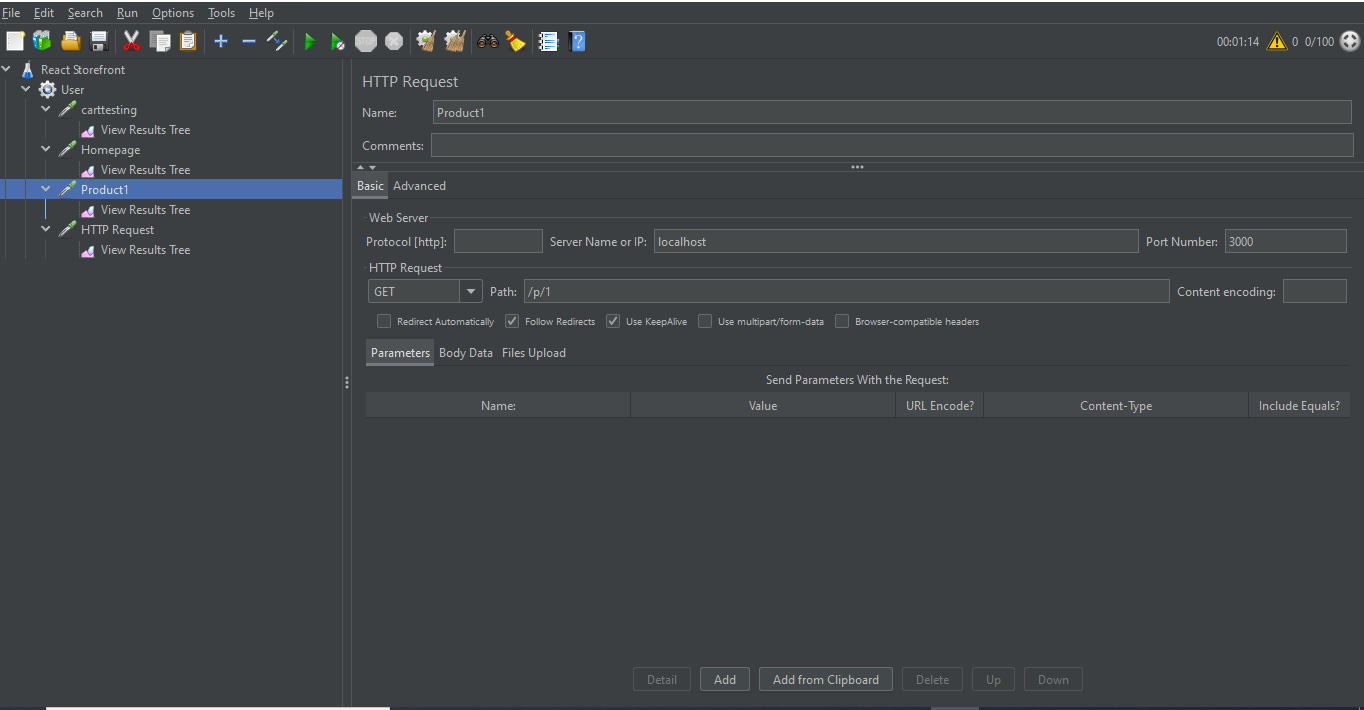 File Edit Search Run Options Tools Help
STOP
00:01:14 0 0/100
React Storefront
User
carttesting
View Results Tree
Homepage
View Results Tree
Product1
View Results Tree
HTTP Request
View Results Tree
HTTP Request
Name: Product1
Comments:
Basic Advanced
Web Server
Protocol [http]: Server Name or IP: localhost Port Number: 3000
HTTP Request
GET Path: /p/1 Content encoding:
Redirect Automatically Follow Redirects Use KeepAlive Use multipart/form-data Browser-compatible headers
Parameters Body Data Files Upload
Send Parameters With the Request:
Name: Value URL Encode? Content-Type Include Equals?
Detail Add Add from Clipboard Delete Up Down